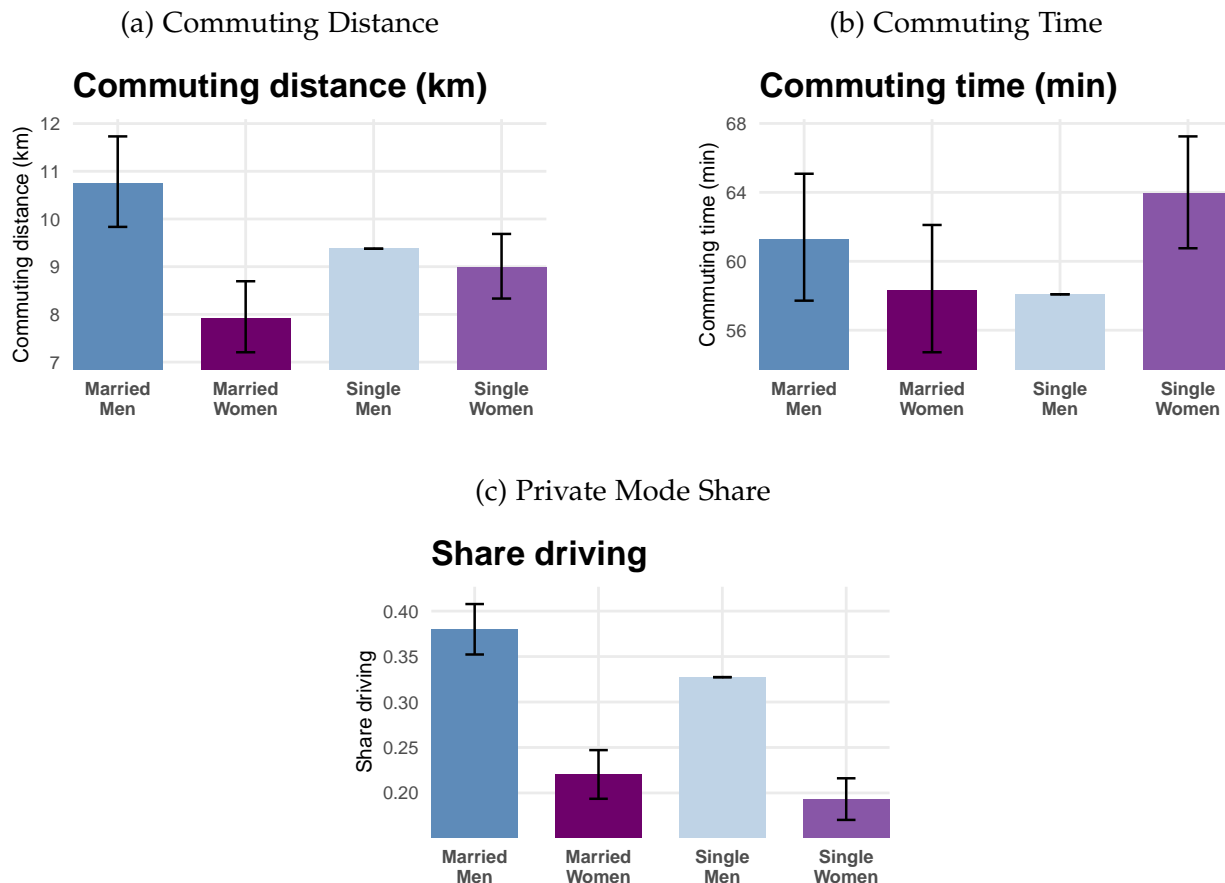 (a) Commuting Distance
Commuting distance (km)
Commuting distance (km)
12
11
10
9
8
7
Married
Men
Married
Women
Single
Men
Single
Women
(b) Commuting Time
Commuting time (min)
Commuting time (min)
68
64
60
56
Married
Men
Married
Women
Single
Men
Single
Women
(c) Private Mode Share
Share driving
Share driving
0.40
0.35
0.30
0.25
0.20
Married
Men
Married
Women
Single
Men
Single
Women